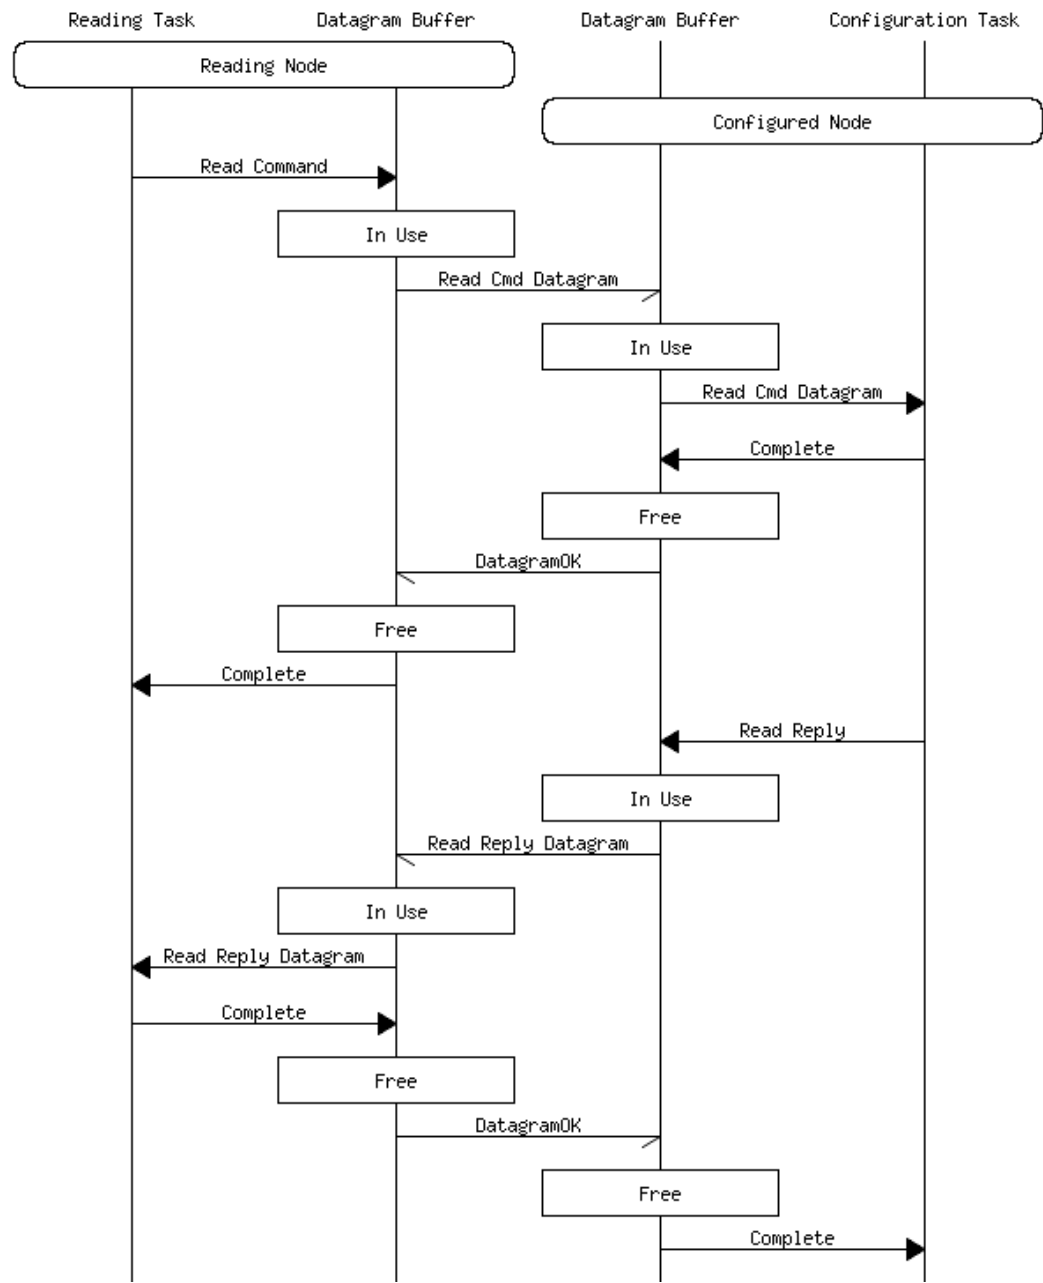 Reading Task
Datagram Buffer
Datagram Buffer
Configuration Task
Reading Node
Configured Node
Read Command
In Use
Read Cmd Datagram
In Use
Read Cmd Datagram
Complete
Free
DatagramOK
Free
Complete
Read Reply
In Use
Read Reply Datagram
In Use
Read Reply Datagram
Complete
Free
DatagramOK
Free
Complete